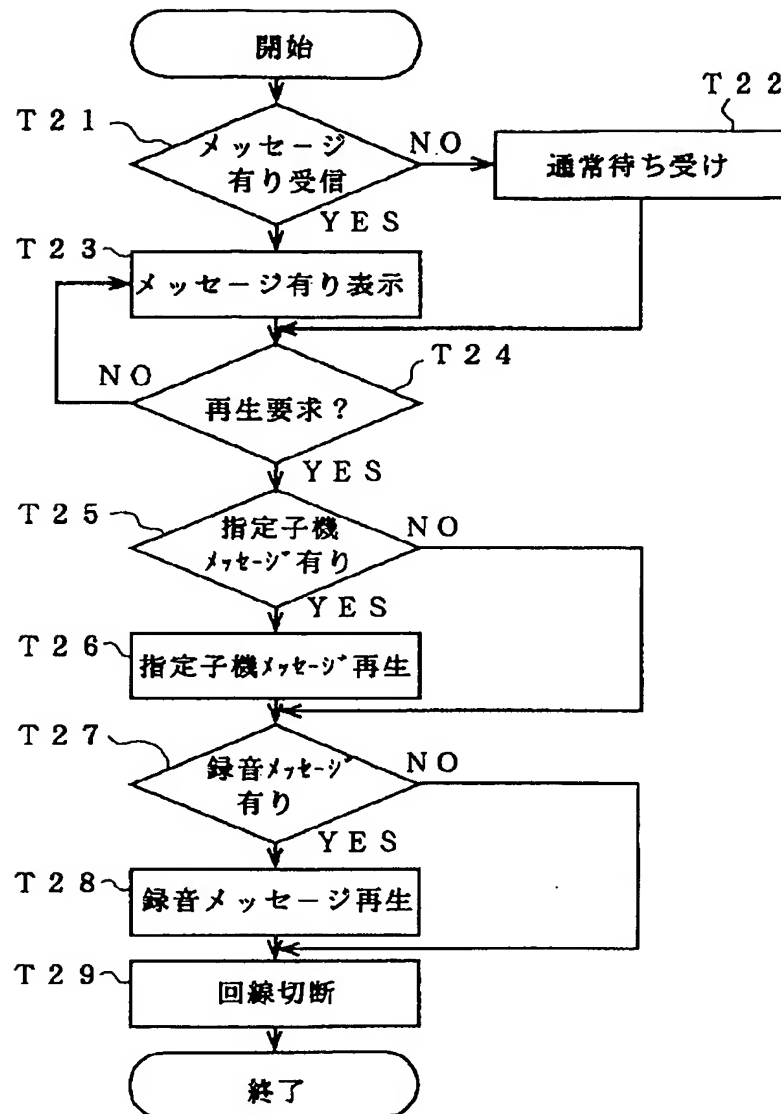 開始
T21
メッセージ
有り受信
NO
T22
通常待ち受け
YES
T23
メッセージ有り表示
T24
NO
再生要求?
YES
T25
指定子機
メッセージ有り
NO
YES
T26
指定子機メッセージ再生
T27
録音メッセージ
有り
NO
YES
T28
録音メッセージ再生
T29
回線切断
終了